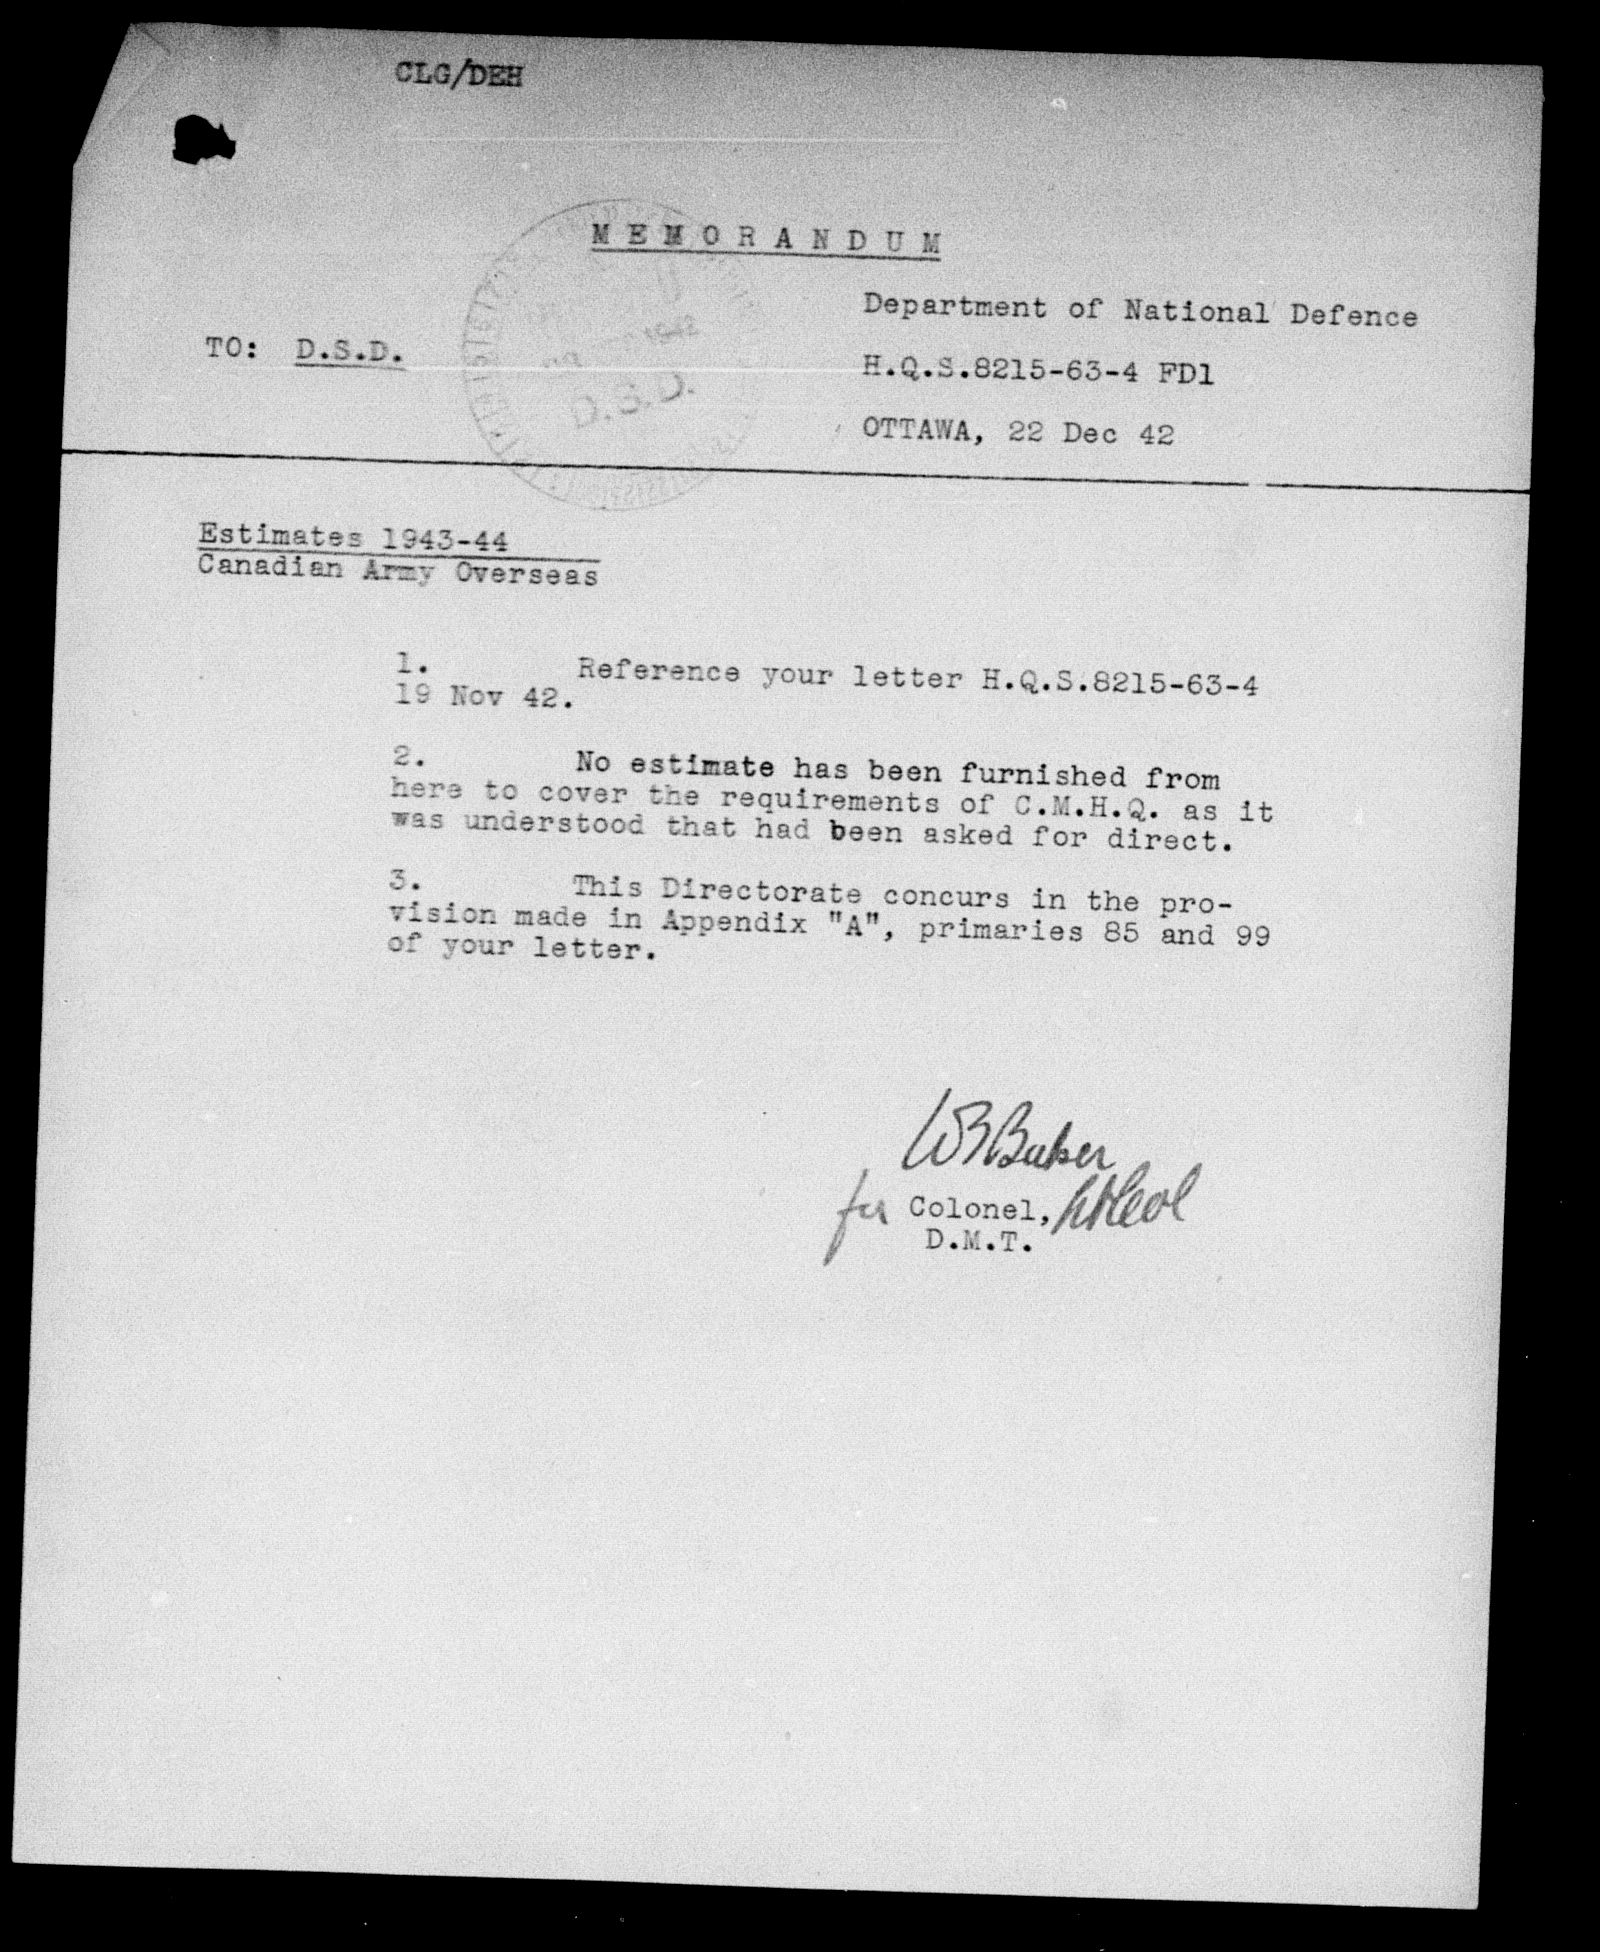 CLG/DEH
M E M O R A N D U M
Department of National Defence
TO: D.S.D.
H.Q.S.8215-63-4 FD1
OTTAWA, 22 Dec 42
1942
D.S.D.
Estimates 1943-44
Canadian Army Overseas
1. Reference your letter H.Q.S.8215-63-4
19 Nov 42.
2. No estimate has been furnished from
here to cover the requirements of C.M.H.Q. as it
was understood that had been asked for direct.
3. This Directorate concurs in the pro-
vision made in Appendix "A", primaries 85 and 99
of your letter.
WBBaker
for Colonel,
D.M.T.